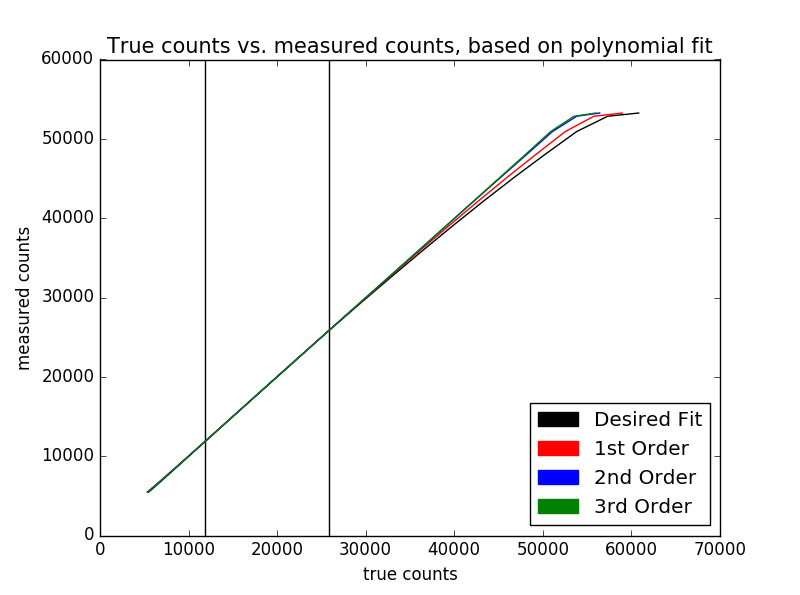 True counts vs. measured counts, based on polynomial fit
60000
50000
40000
30000
20000
10000
0
measured counts
0 10000 20000 30000 40000 50000 60000 70000
true counts
Desired Fit
1st Order
2nd Order
3rd Order